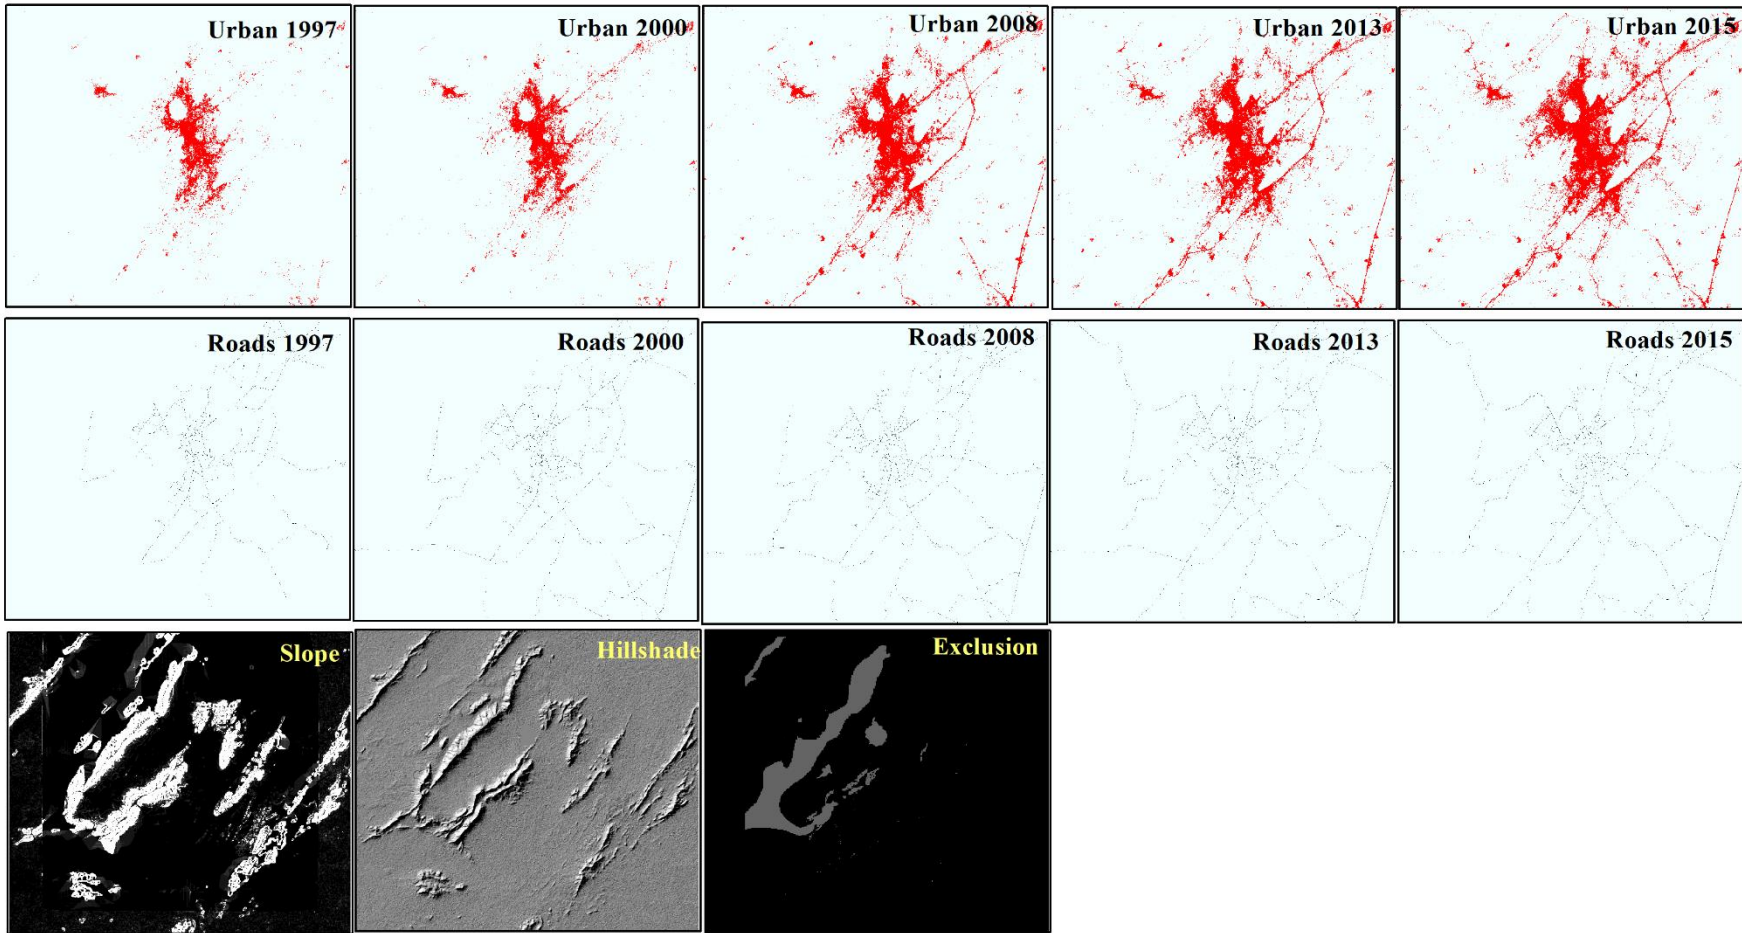 Urban 1997
Urban 2000
Urban 2008
Urban 2013
Urban 2015
Roads 1997
Roads 2000
Roads 2008
Roads 2013
Roads 2015
Slope
Hillshade
Exclusion